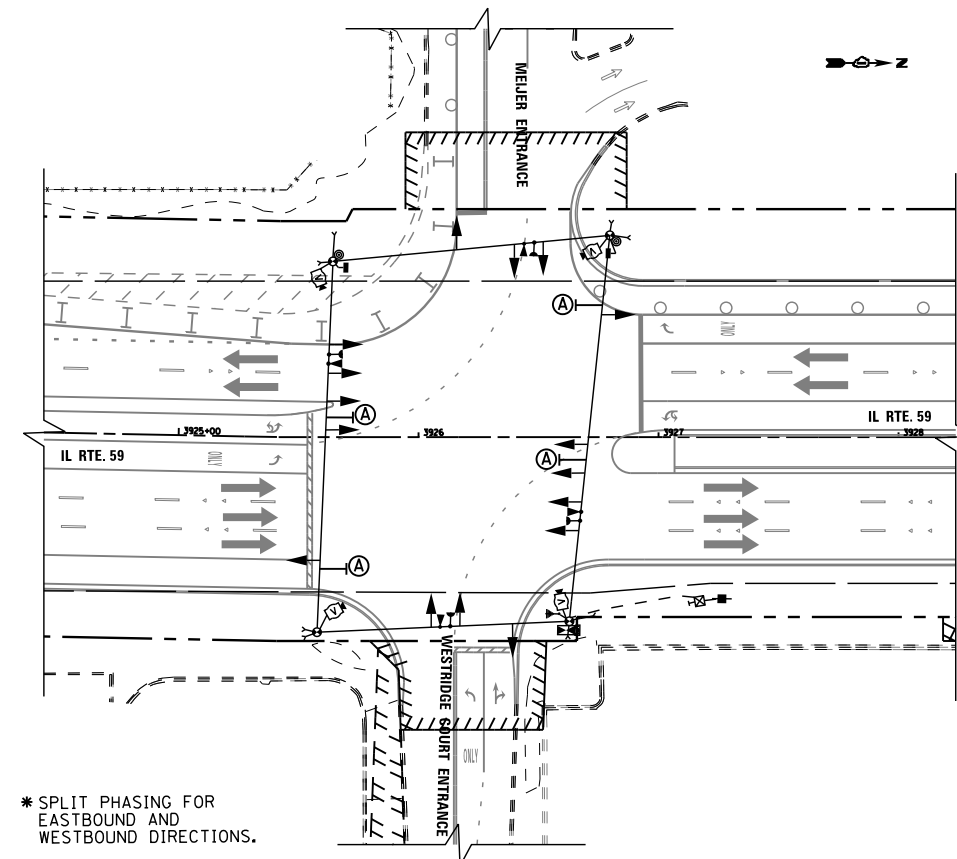 MEIJER ENTRANCE
N
A
ONLY
IL RTE. 59
A
3925+00
3926
3927
3928
IL RTE. 59
ONLY
A
A
V
V
V
V
WESTRIDGE COURT ENTRANCE
ONLY
* SPLIT PHASING FOR
EASTBOUND AND
WESTBOUND DIRECTIONS.